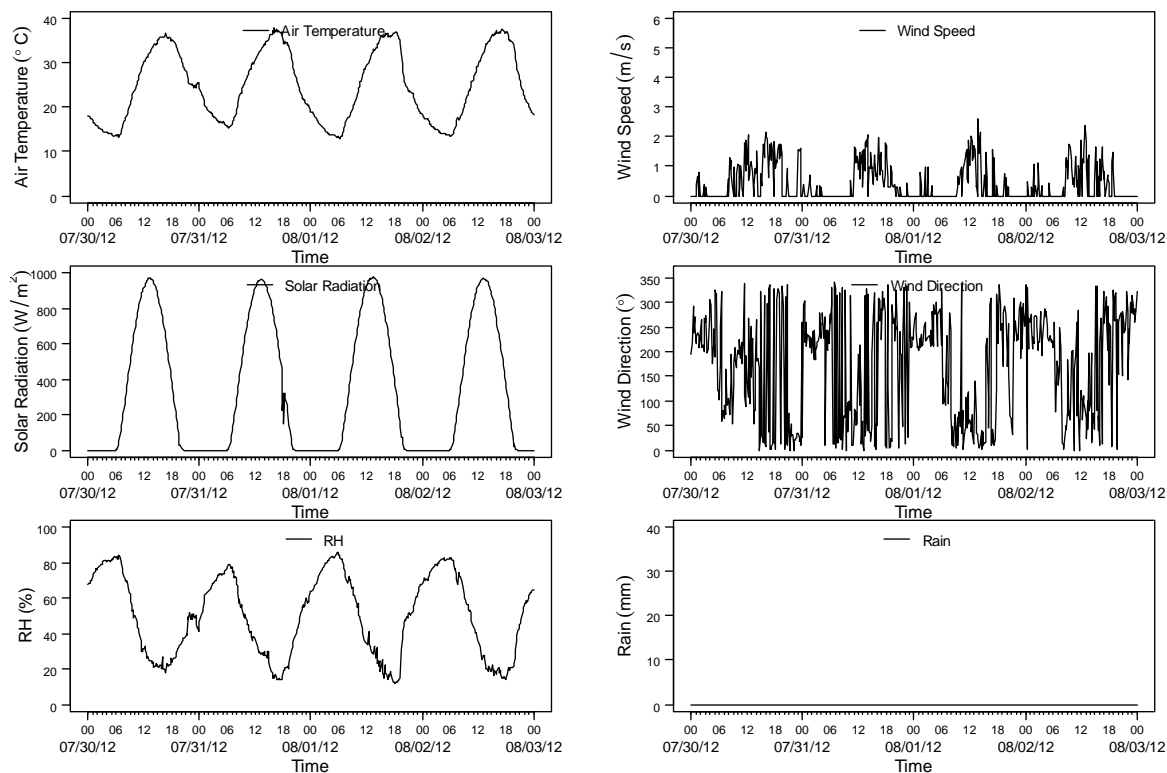 Air Temperature (° C)
40
30
20
10
0
Air Temperature
00 06 12 18 00 06 12 18 00 06 12 18 00 06 12 18 00
07/30/12 07/31/12 08/01/12 08/02/12 08/03/12
Time
Wind Speed (m/s)
6
5
4
3
2
1
0
Wind Speed
00 06 12 18 00 06 12 18 00 06 12 18 00 06 12 18 00
07/30/12 07/31/12 08/01/12 08/02/12 08/03/12
Time
Solar Radiation (W/m²)
1000
800
600
400
200
0
Solar Radiation
00 06 12 18 00 06 12 18 00 06 12 18 00 06 12 18 00
07/30/12 07/31/12 08/01/12 08/02/12 08/03/12
Time
Wind Direction (°)
350
300
250
200
150
100
50
0
Wind Direction
00 06 12 18 00 06 12 18 00 06 12 18 00 06 12 18 00
07/30/12 07/31/12 08/01/12 08/02/12 08/03/12
Time
RH (%)
100
80
60
40
20
0
RH
00 06 12 18 00 06 12 18 00 06 12 18 00 06 12 18 00
07/30/12 07/31/12 08/01/12 08/02/12 08/03/12
Time
Rain (mm)
40
30
20
10
0
Rain
00 06 12 18 00 06 12 18 00 06 12 18 00 06 12 18 00
07/30/12 07/31/12 08/01/12 08/02/12 08/03/12
Time